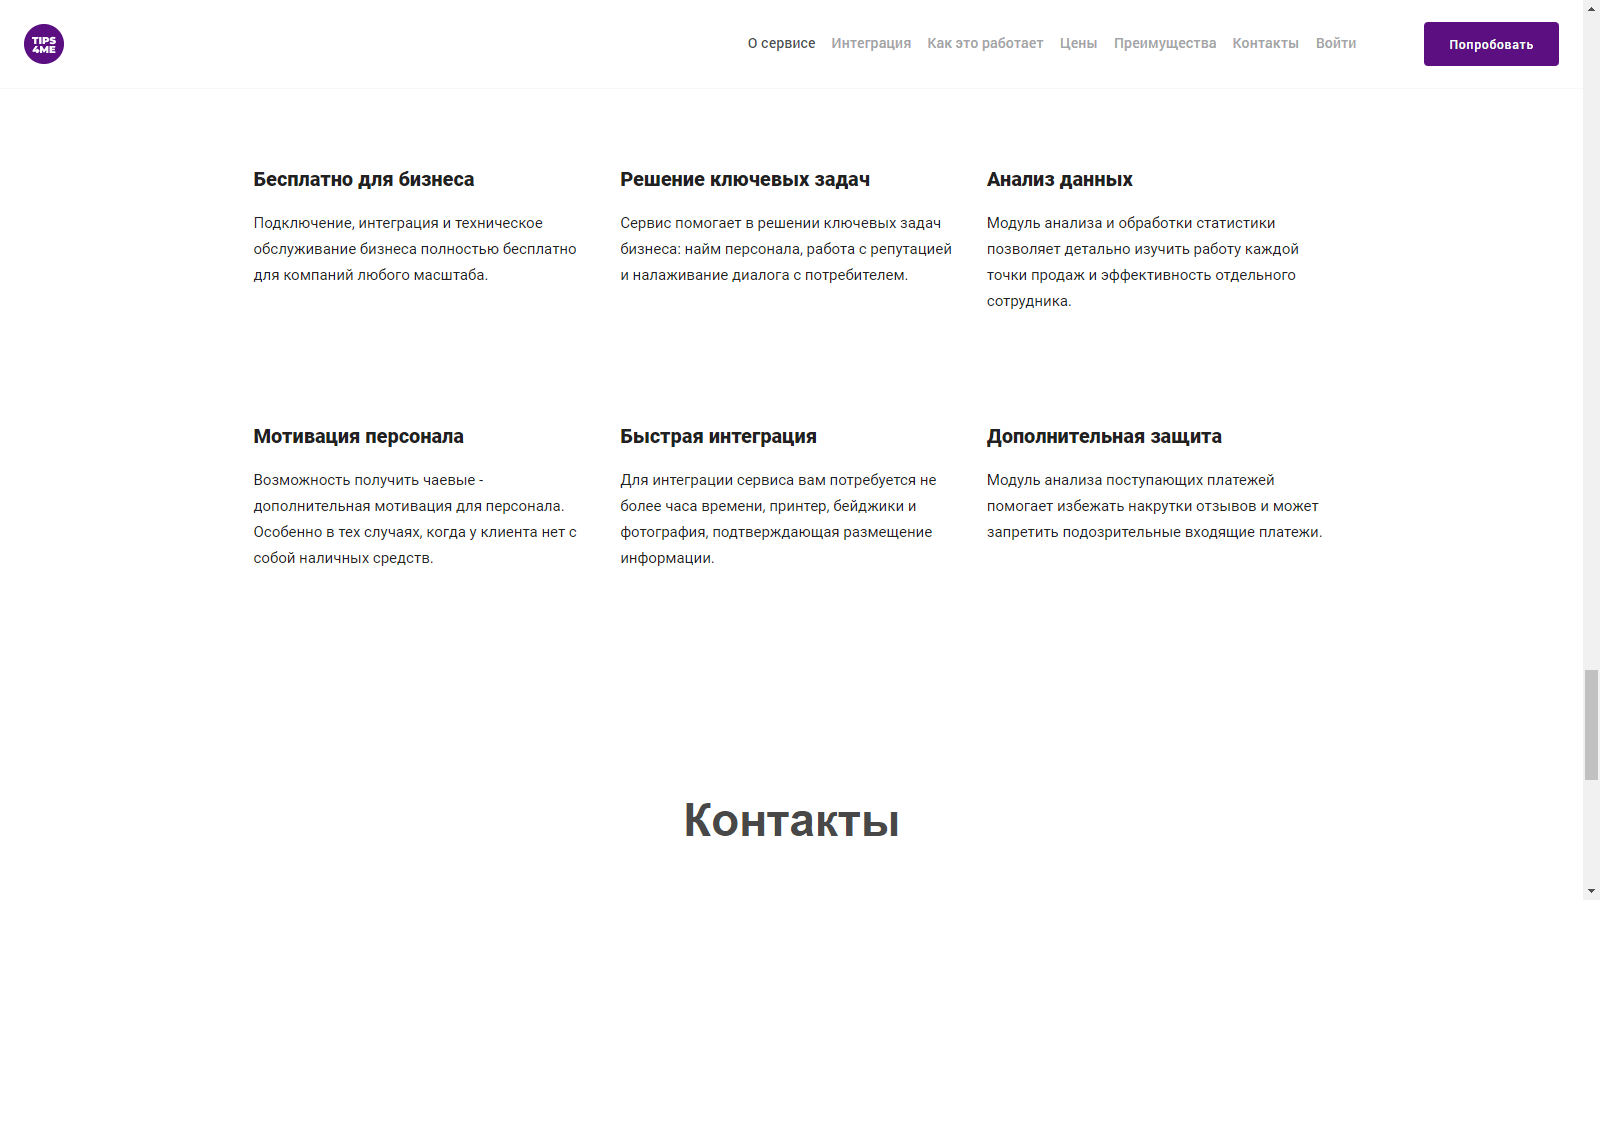 TIPS
4ME
О сервисе Интеграция Как это работает Цены Преимущества Контакты Войти Попробовать
Бесплатно для бизнеса
Подключение, интеграция и техническое
обслуживание бизнеса полностью бесплатно
для компаний любого масштаба.
Решение ключевых задач
Сервис помогает в решении ключевых задач
бизнеса: найм персонала, работа с репутацией
и налаживание диалога с потребителем.
Анализ данных
Модуль анализа и обработки статистики
позволяет детально изучить работу каждой
точки продаж и эффективность отдельного
сотрудника.
Мотивация персонала
Возможность получить чаевые -
дополнительная мотивация для персонала.
Особенно в тех случаях, когда у клиента нет с
собой наличных средств.
Быстрая интеграция
Для интеграции сервиса вам потребуется не
более часа времени, принтер, бейджики и
фотография, подтверждающая размещение
информации.
Дополнительная защита
Модуль анализа поступающих платежей
помогает избежать накрутки отзывов и может
запретить подозрительные входящие платежи.
Контакты